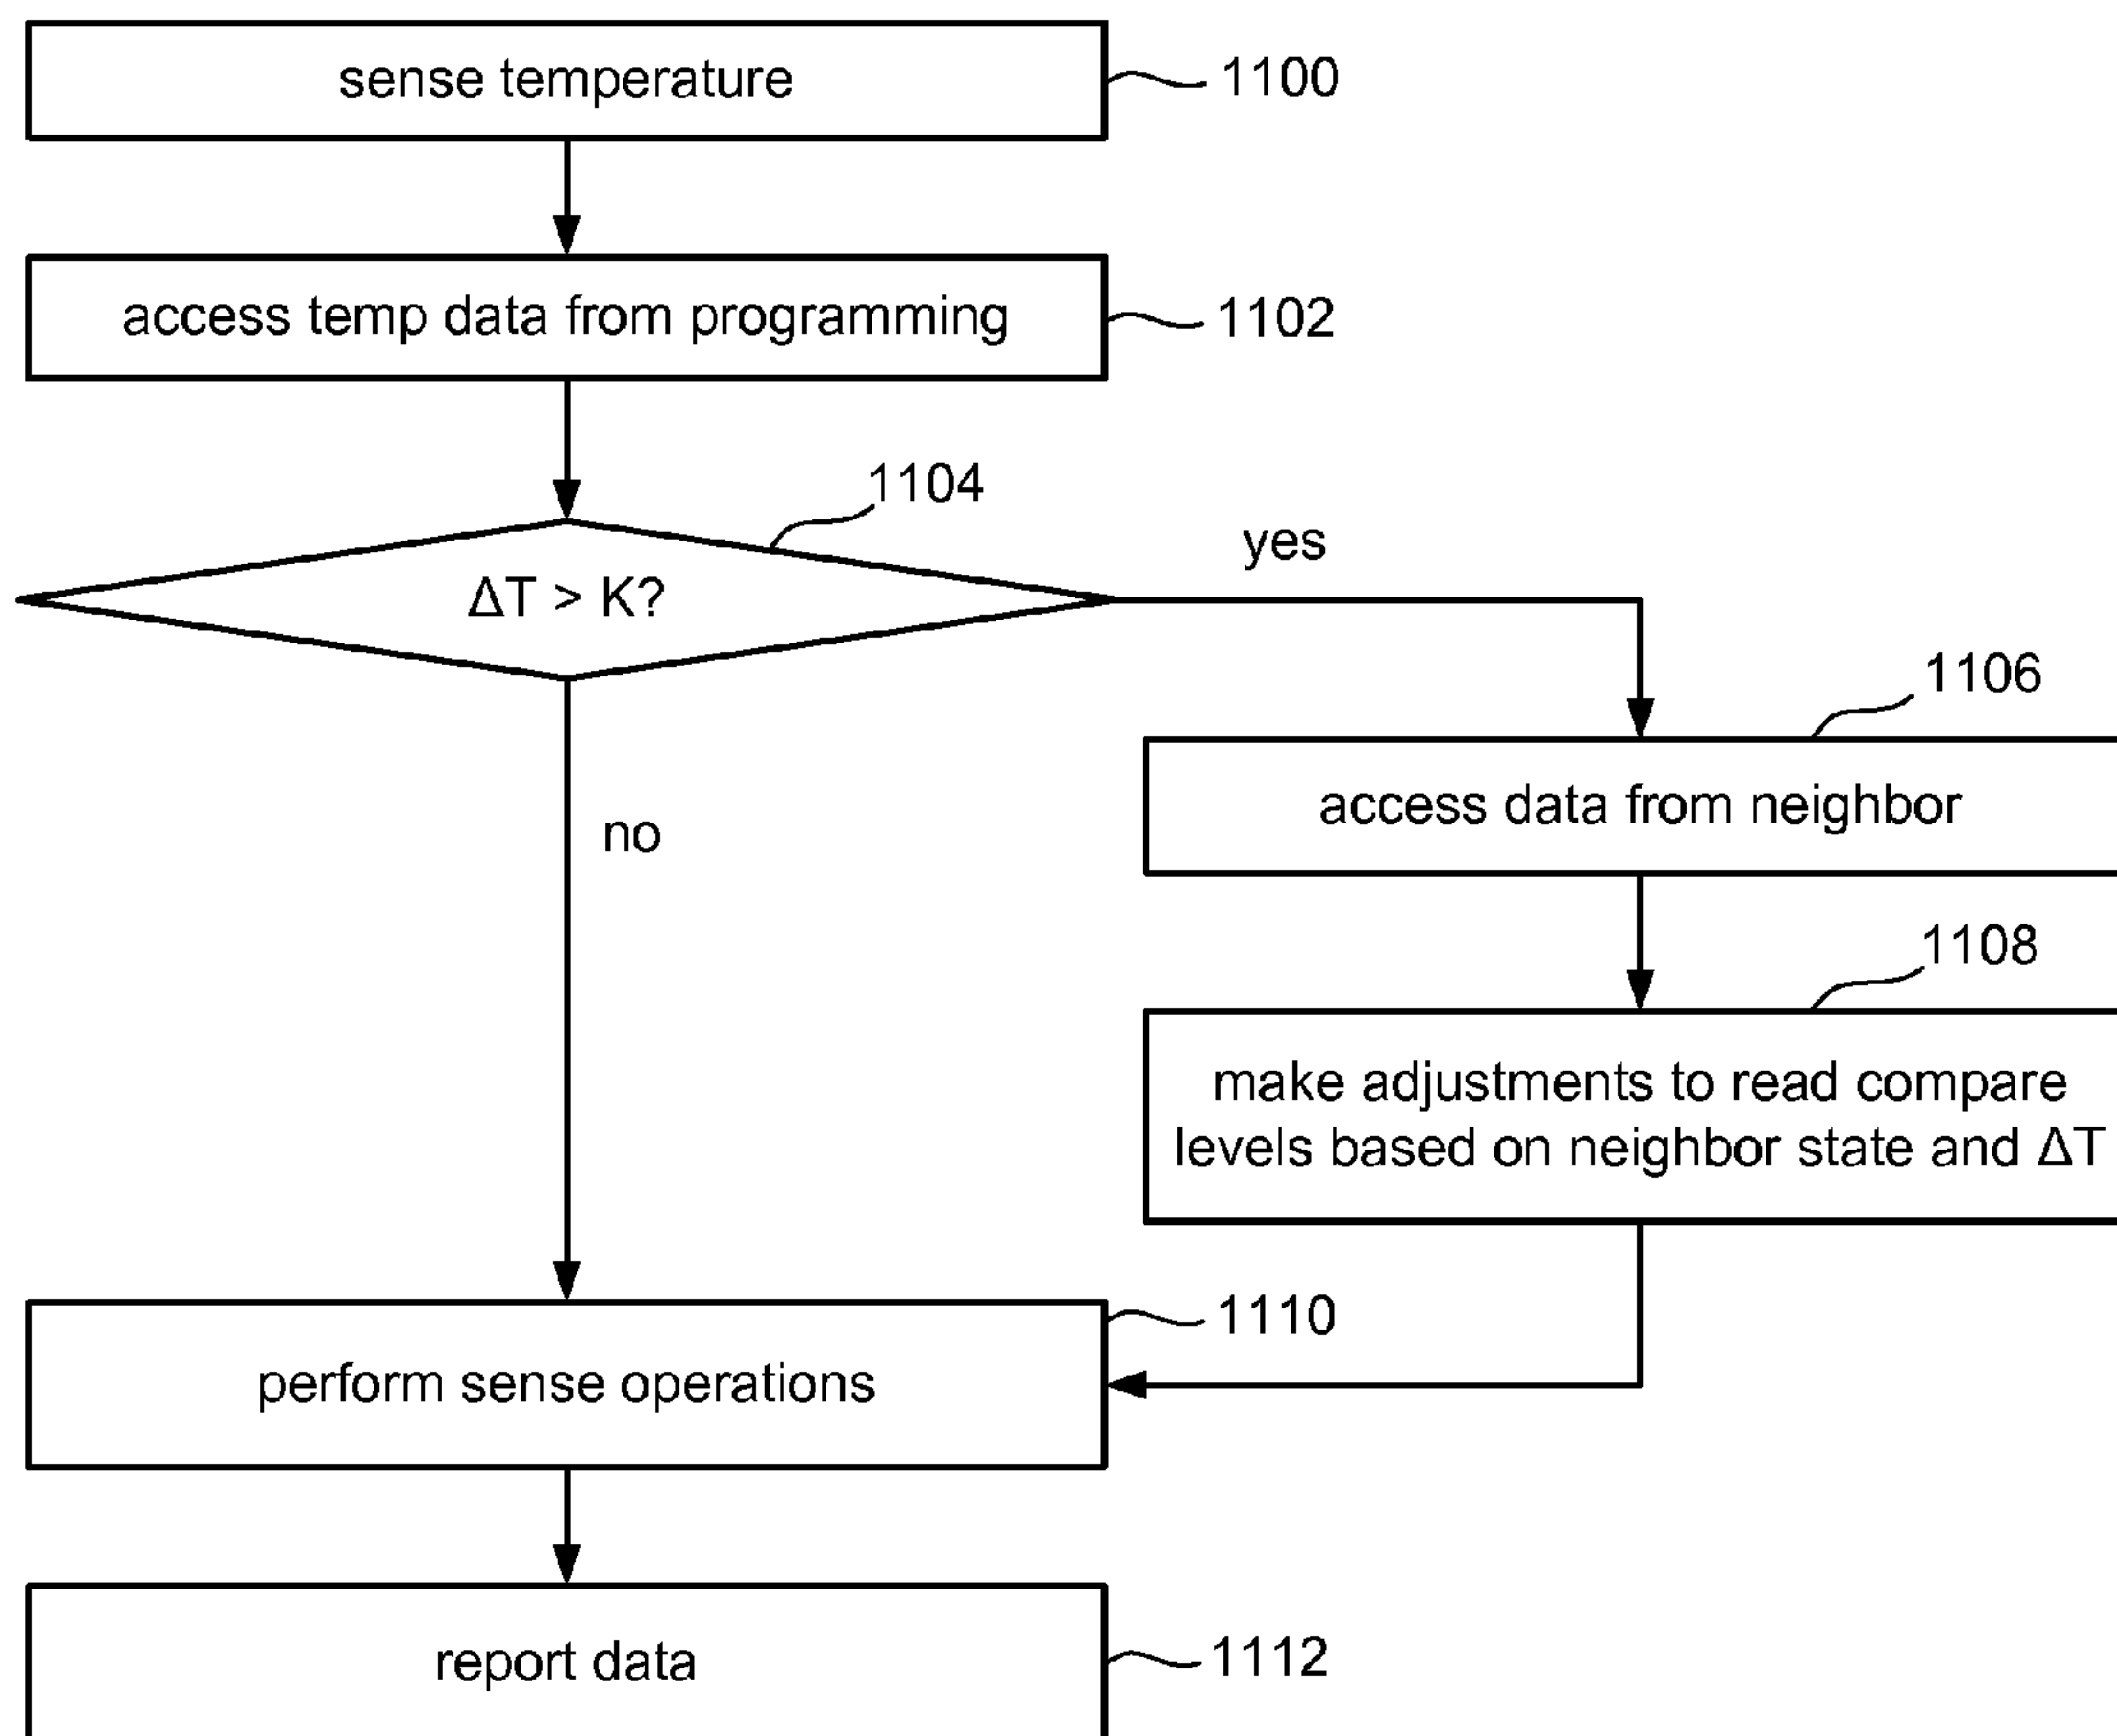 sense temperature
1100
access temp data from programming
1102
1104
ΔT > K?
yes
no
1106
access data from neighbor
1108
make adjustments to read compare
levels based on neighbor state and ΔT
1110
perform sense operations
report data
1112